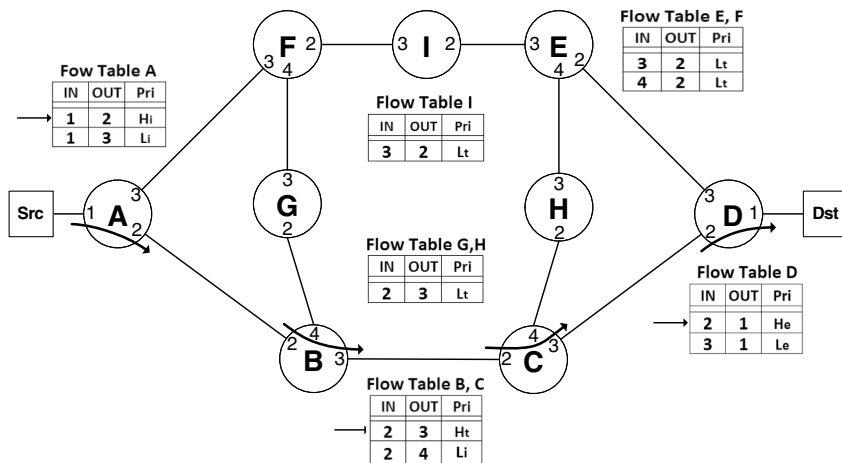 Flow Table E, F
IN OUT Pri
3 2 Lt
4 2 Lt
F 2 3 4
3 I 2
3 E 2 4
Fow Table A
IN OUT Pri
1 2 Hi
1 3 Li
Flow Table I
IN OUT Pri
3 2 Lt
Src
1 A 3 2
3 G 2
3 H 2
3 D 1 2
Dst
Flow Table G,H
IN OUT Pri
2 3 Lt
Flow Table D
IN OUT Pri
2 1 He
3 1 Le
4 2 B 3
4 2 C 3
Flow Table B, C
IN OUT Pri
2 3 Ht
2 4 Li